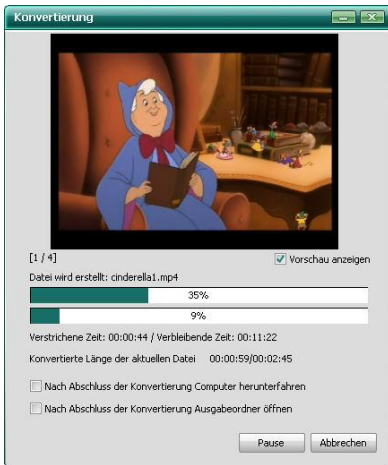 Konvertierung
[1 / 4]
Vorschau anzeigen
Datei wird erstellt: cinderella1.mp4
35%
9%
Verstrichene Zeit: 00:00:44 / Verbleibende Zeit: 00:11:22
Konvertierte Länge der aktuellen Datei 00:00:59/00:02:45
Nach Abschluss der Konvertierung Computer herunterfahren
Nach Abschluss der Konvertierung Ausgabeordner öffnen
Pause Abbrechen